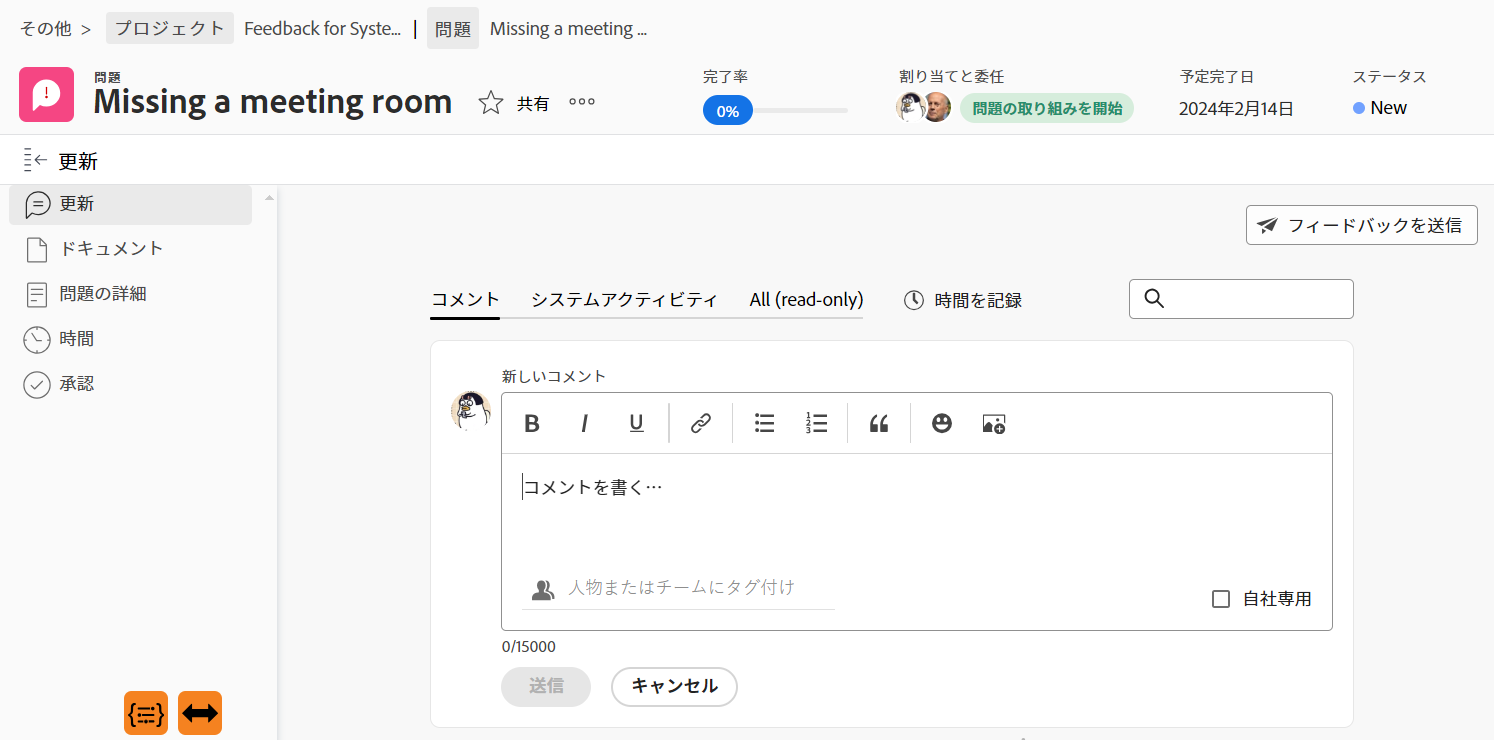 その他 > プロジェクト Feedback for Syste... | 問題 Missing a meeting ...
問題
Missing a meeting room
共有
完了率
0%
割り当てと委任
問題の取り組みを開始
予定完了日
2024年2月14日
ステータス
New
更新
更新
ドキュメント
問題の詳細
時間
承認
フィードバックを送信
コメント システムアクティビティ All (read-only) 時間を記録
新しいコメント
B I U
コメントを書く…
人物またはチームにタグ付け
自社専用
0/15000
送信 キャンセル